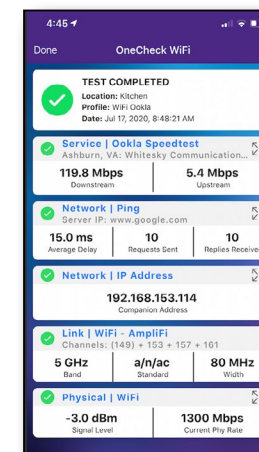 4:45
Done OneCheck WiFi
TEST COMPLETED
Location: Kitchen
Profile: WiFi Ookla
Date: Jul 17, 2020, 8:48:21 AM
Service | Ookla Speedtest
Ashburn, VA: Whitesky Communication...
119.8 Mbps 5.4 Mbps
Downstream Upstream
Network | Ping
Server IP: www.google.com
15.0 ms 10 10
Average Delay Requests Sent Replies Receive
Network | IP Address
192.168.153.114
Companion Address
Link | WiFi - AmpliFi
Channels: (149) + 153 + 157 + 161
5 GHz a/n/ac 80 MHz
Band Standard Width
Physical | WiFi
-3.0 dBm 1300 Mbps
Signal Level Current Phy Rate